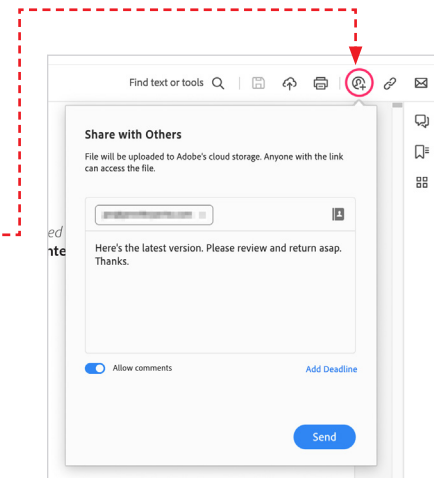 Find text or tools
Share with Others
File will be uploaded to Adobe's cloud storage. Anyone with the link
can access the file.
ed
nte
Here's the latest version. Please review and return asap.
Thanks.
Allow comments
Add Deadline
Send